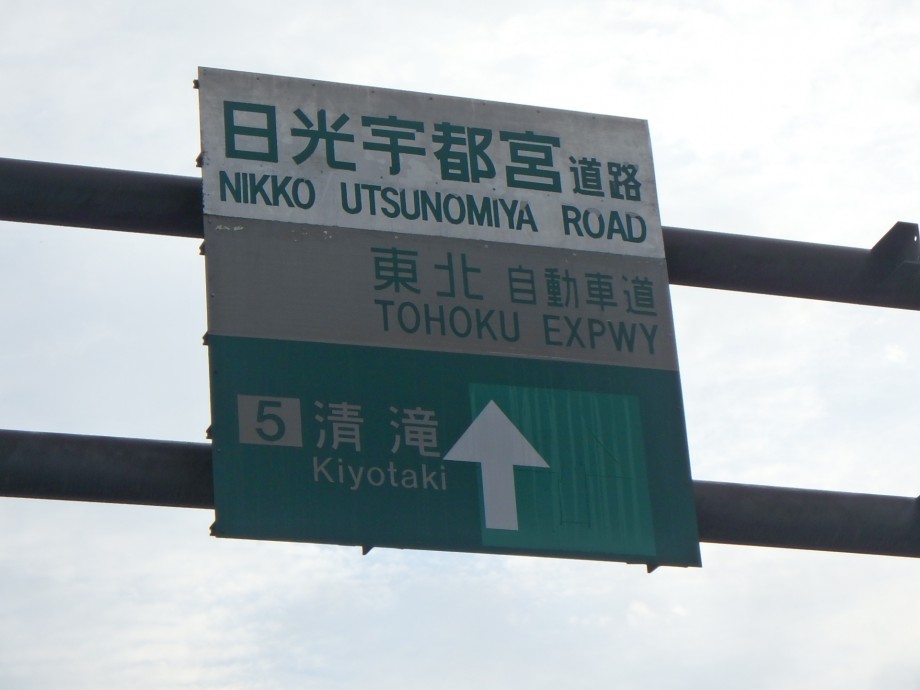 日光宇都宮道路
NIKKO UTSUNOMIYA ROAD
東北自動車道
TOHOKU EXPWY
5 清滝
Kiyotaki